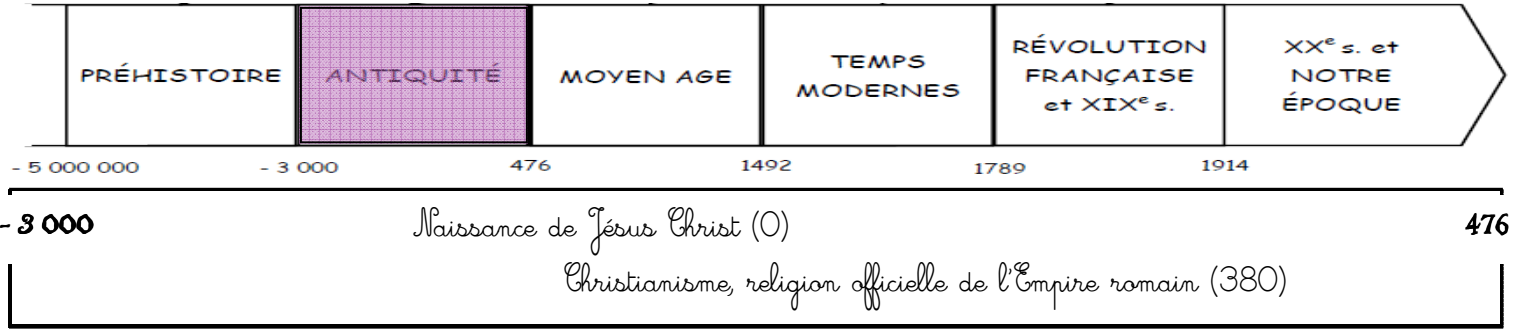 PRÉHISTOIRE
ANTIQUITÉ
MOYEN AGE
TEMPS
MODERNES
RÉVOLUTION
FRANÇAISE
et XIXe s.
XXe s. et
NOTRE
ÉPOQUE
- 5 000 000
- 3 000
476
1492
1789
1914
- 3 000
Naissance de Jésus Christ (0)
476
Christianisme, religion officielle de l'Empire romain (380)